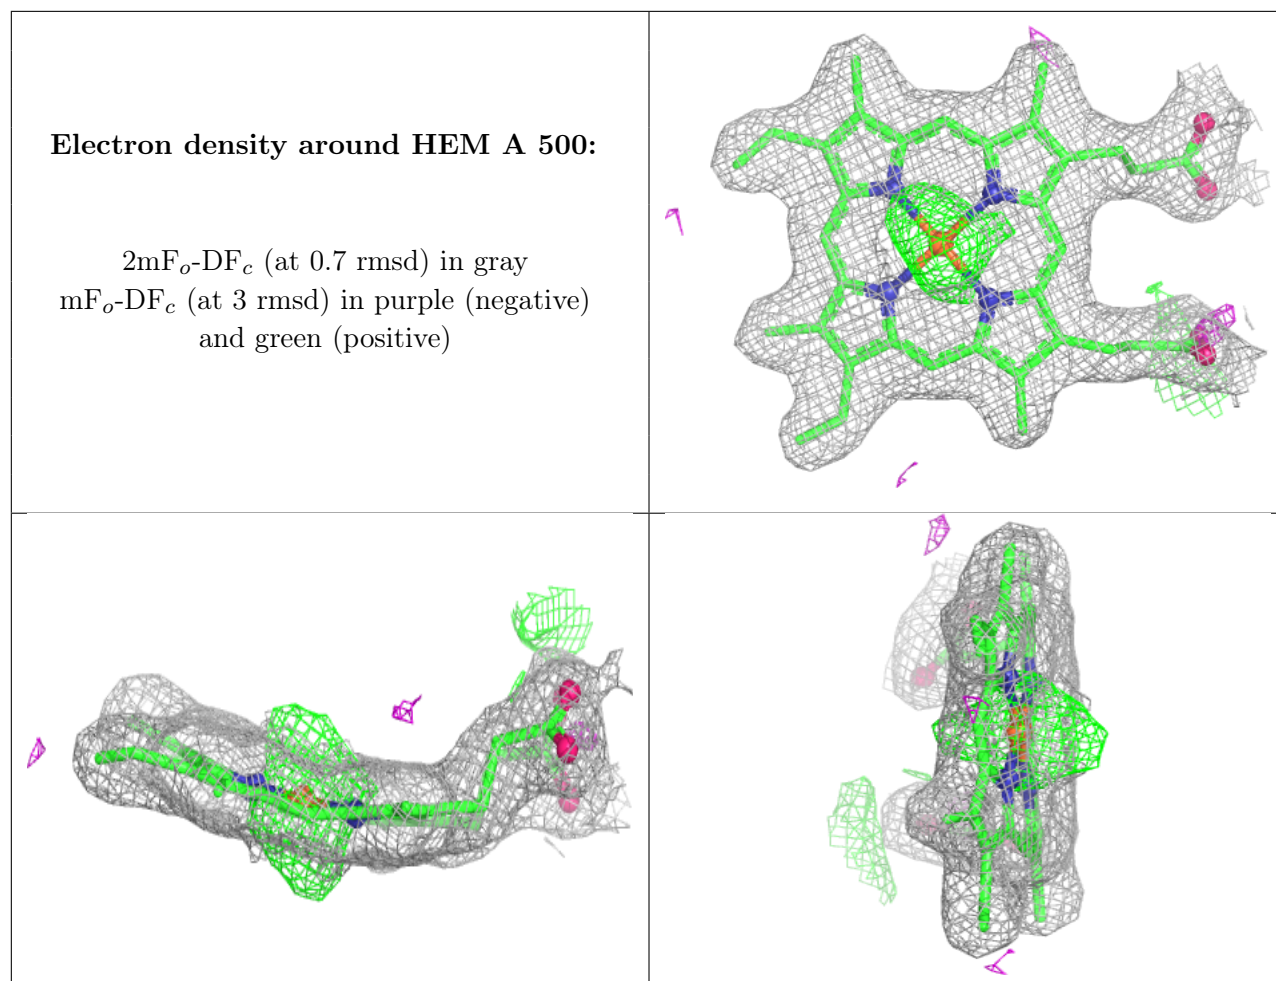 Electron density around HEM A 500:
2mFo-DFc (at 0.7 rmsd) in gray
mFo-DFc (at 3 rmsd) in purple (negative)
and green (positive)